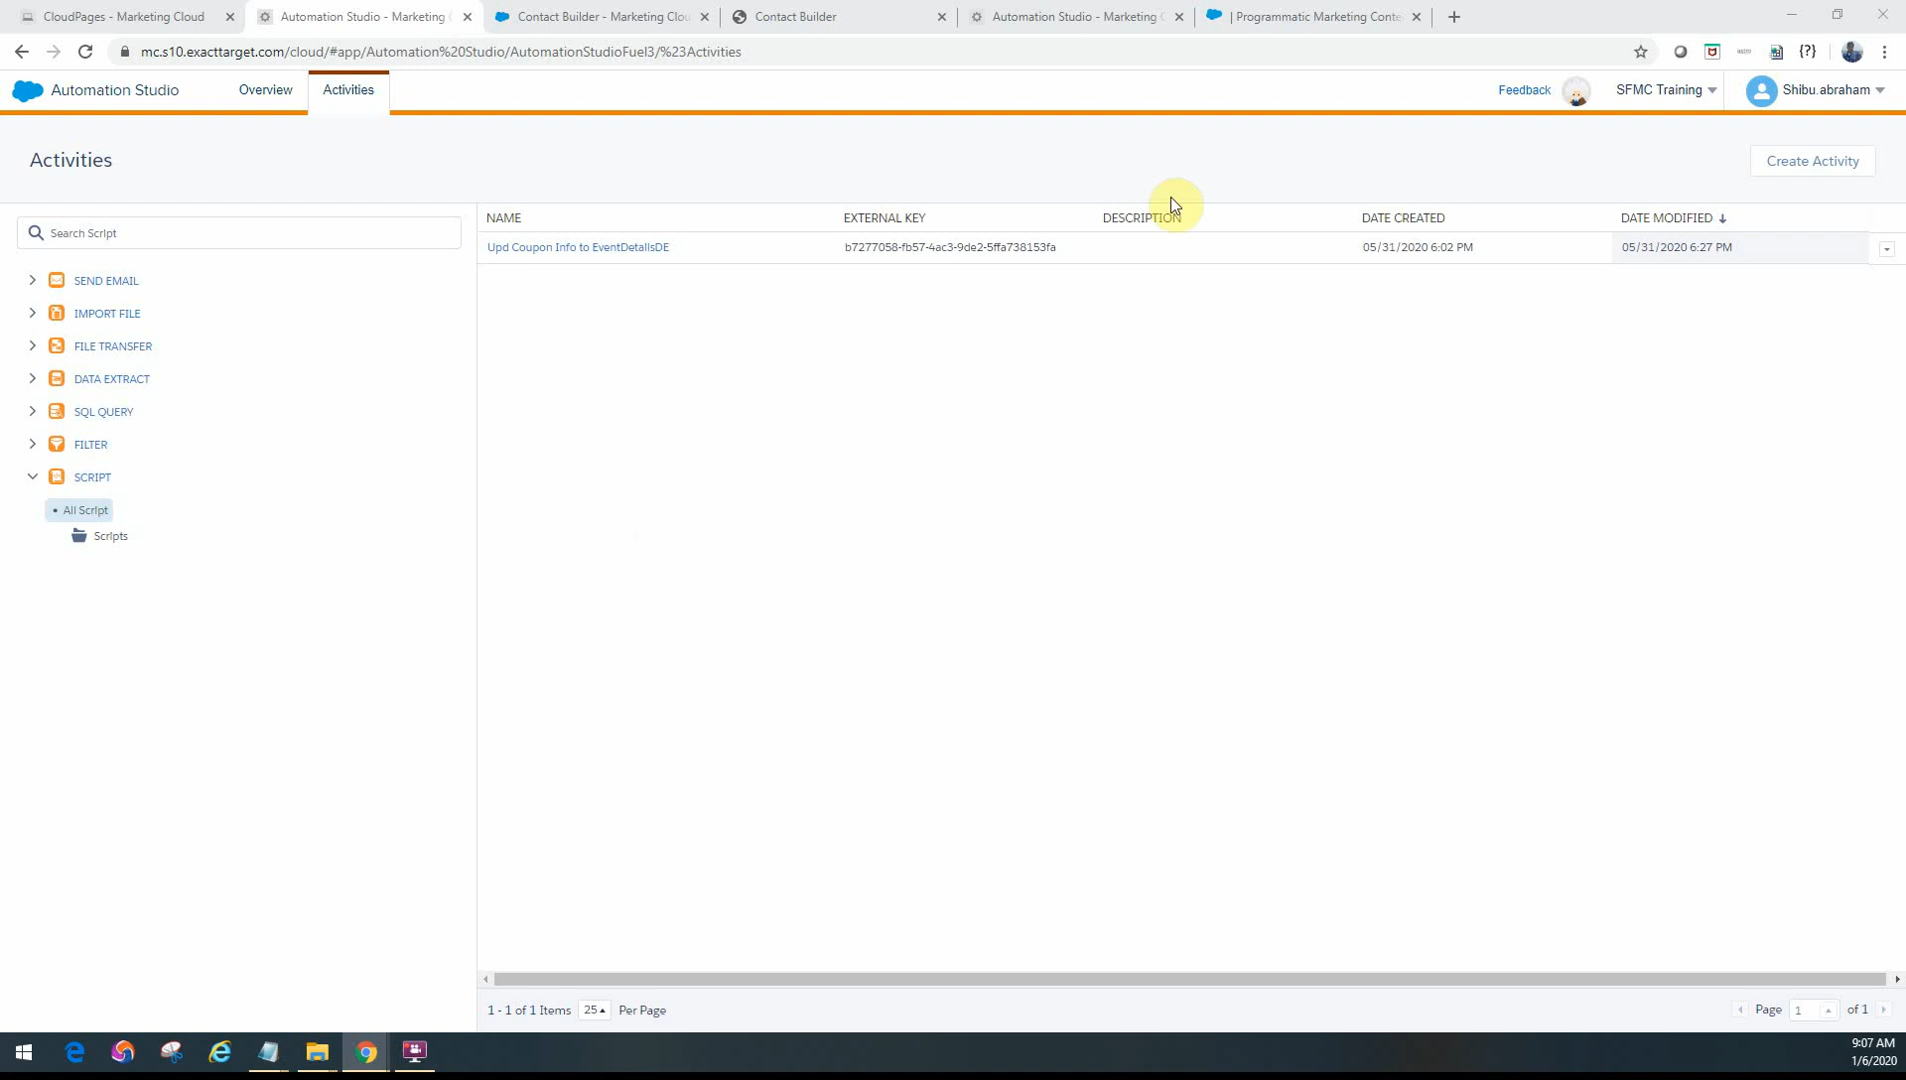 CloudPages - Marketing Cloud
Automation Studio - Marketing C
Contact Builder - Marketing Clou
Contact Builder
Automation Studio - Marketing C
| Programmatic Marketing Conte
mc.s10.exacttarget.com/cloud/#app/Automation%20Studio/AutomationStudioFuel3/%23Activities
Automation Studio
Overview
Activities
Feedback
SFMC Training
Shibu.abraham
Activities
Create Activity
Search Script
NAME
EXTERNAL KEY
DESCRIPTION
DATE CREATED
DATE MODIFIED
Upd Coupon Info to EventDetailsDE
b7277058-fb57-4ac3-9de2-5ffa738153fa
05/31/2020 6:02 PM
05/31/2020 6:27 PM
SEND EMAIL
IMPORT FILE
FILE TRANSFER
DATA EXTRACT
SQL QUERY
FILTER
SCRIPT
• All Script
Scripts
1 - 1 of 1 Items
25
Per Page
Page
1
of 1
9:07 AM
1/6/2020